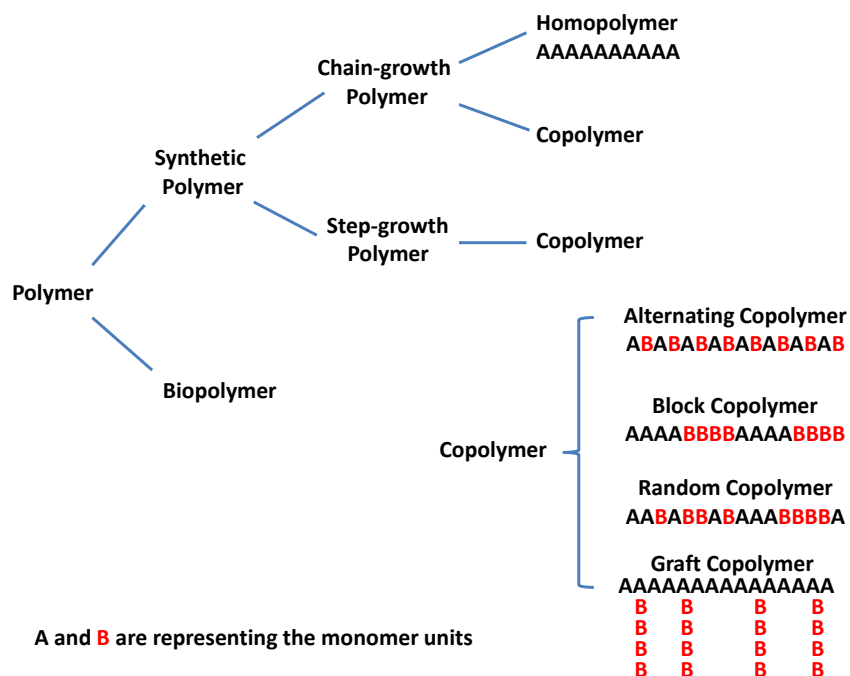 Homopolymer
AAAAAAAAAA
Chain-growth
Polymer
Copolymer
Synthetic
Polymer
Step-growth
Polymer
Copolymer
Polymer
Biopolymer
Copolymer
Alternating Copolymer
ABABABABABABABAB
Block Copolymer
AAAABBBBAAAABBBB
Random Copolymer
AABABBABAAABBBBA
Graft Copolymer
AAAAAAAAAAAAAAA
B B B B
B B B B
B B B B
B B B B
A and B are representing the monomer units